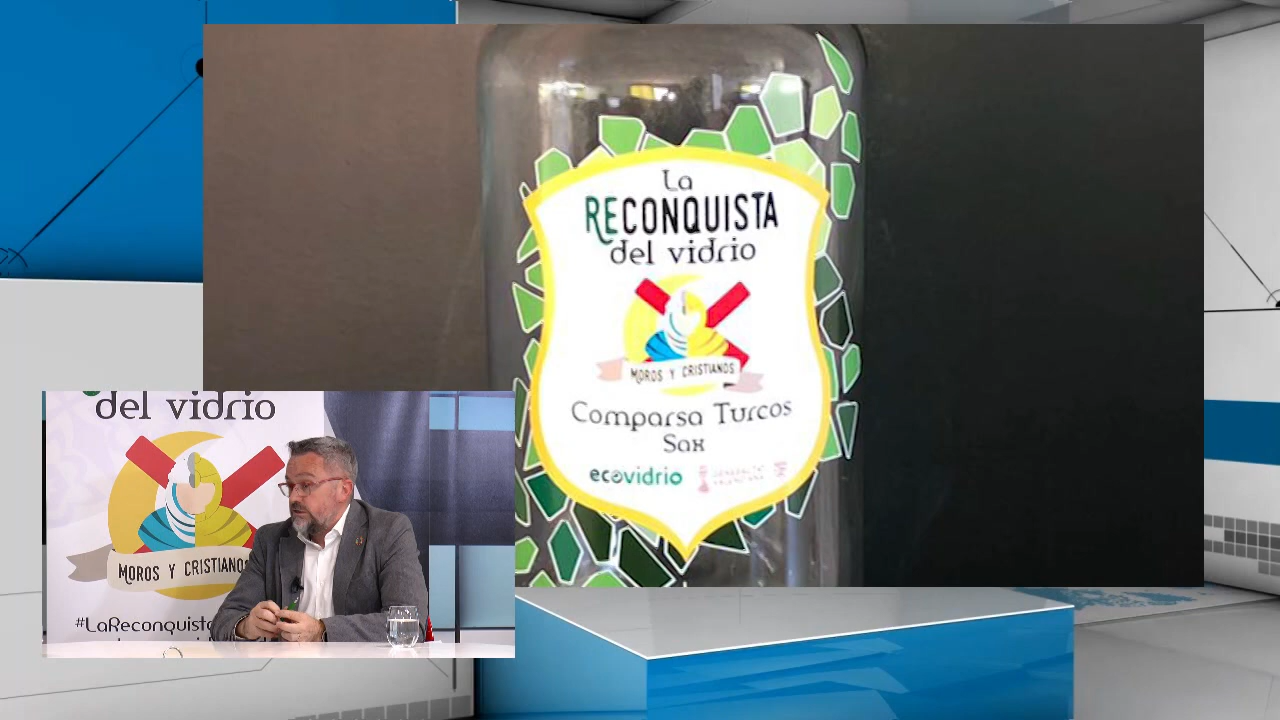 La
RECONQUISTA
del vidrio
MOROS Y CRISTIANOS
Comparsa Turcos
Sax
ecovidrio
del vidrio
MOROS Y CRISTIANOS
#LaReconquista